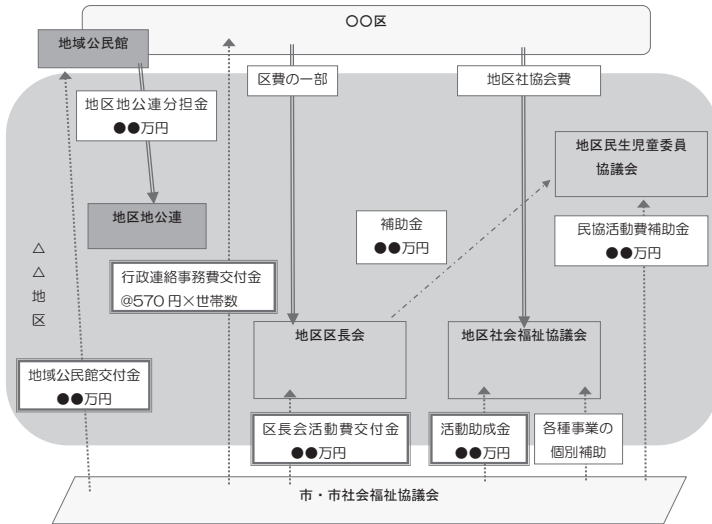 〇〇区
地域公民館
区費の一部
地区社協会費
地区地公連分担金
●●万円
地区民生児童委員
協議会
地区地公連
補助金
●●万円
民協活動費補助金
●●万円
△△地区
行政連絡事務費交付金
@570円×世帯数
地区区長会
地区社会福祉協議会
地域公民館交付金
●●万円
区長会活動費交付金
●●万円
活動助成金
●●万円
各種事業の
個別補助
市・市社会福祉協議会